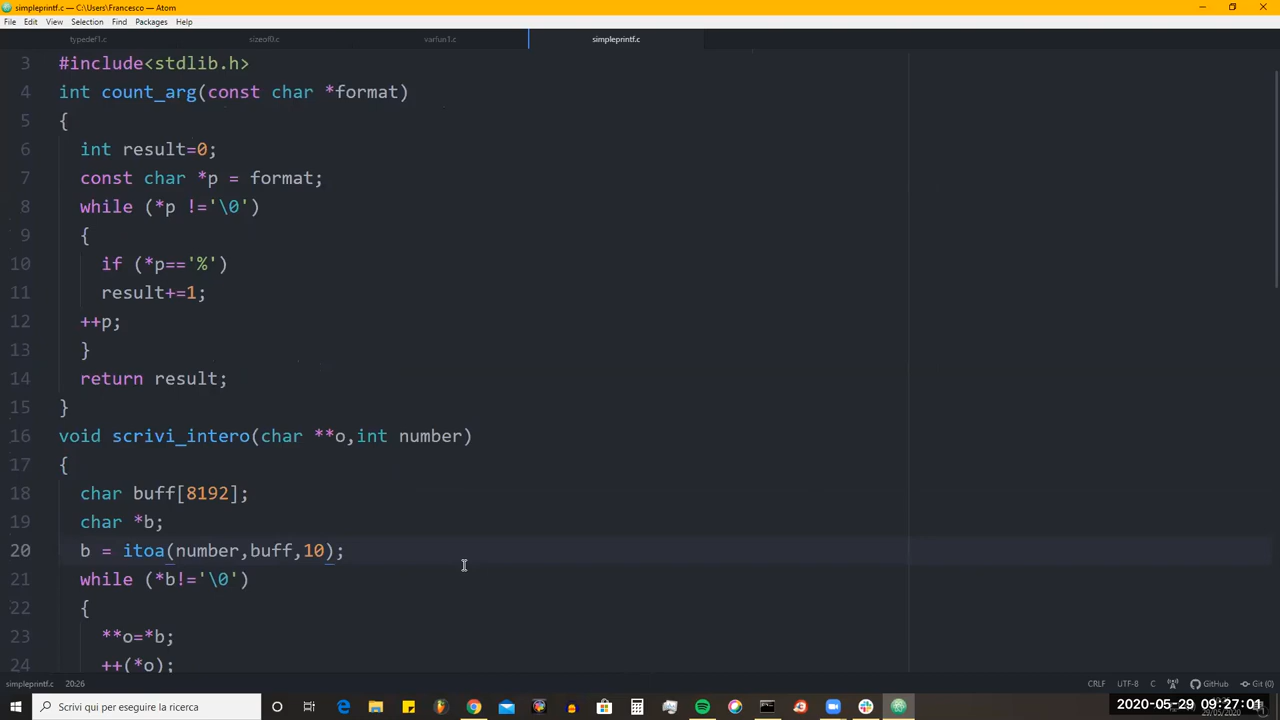 simpleprintf.c — C:\Users\Francesco — Atom
File Edit View Selection Find Packages Help
typedef1.c sizeof0.c varfun1.c simpleprintf.c
3 #include<stdlib.h>
4 int count_arg(const char *format)
5 {
6 int result=0;
7 const char *p = format;
8 while (*p !='\0')
9 {
10 if (*p=='%')
11 result+=1;
12 ++p;
13 }
14 return result;
15 }
16 void scrivi_intero(char **o,int number)
17 {
18 char buff[8192];
19 char *b;
20 b = itoa(number,buff,10);
21 while (*b!='\0')
22 {
23 **o=*b;
24 ++(*o);
simpleprintf.c 20:26 CRLF UTF-8 C GitHub Git (0)
Scrivi qui per eseguire la ricerca
2020-05-29 09:27:01